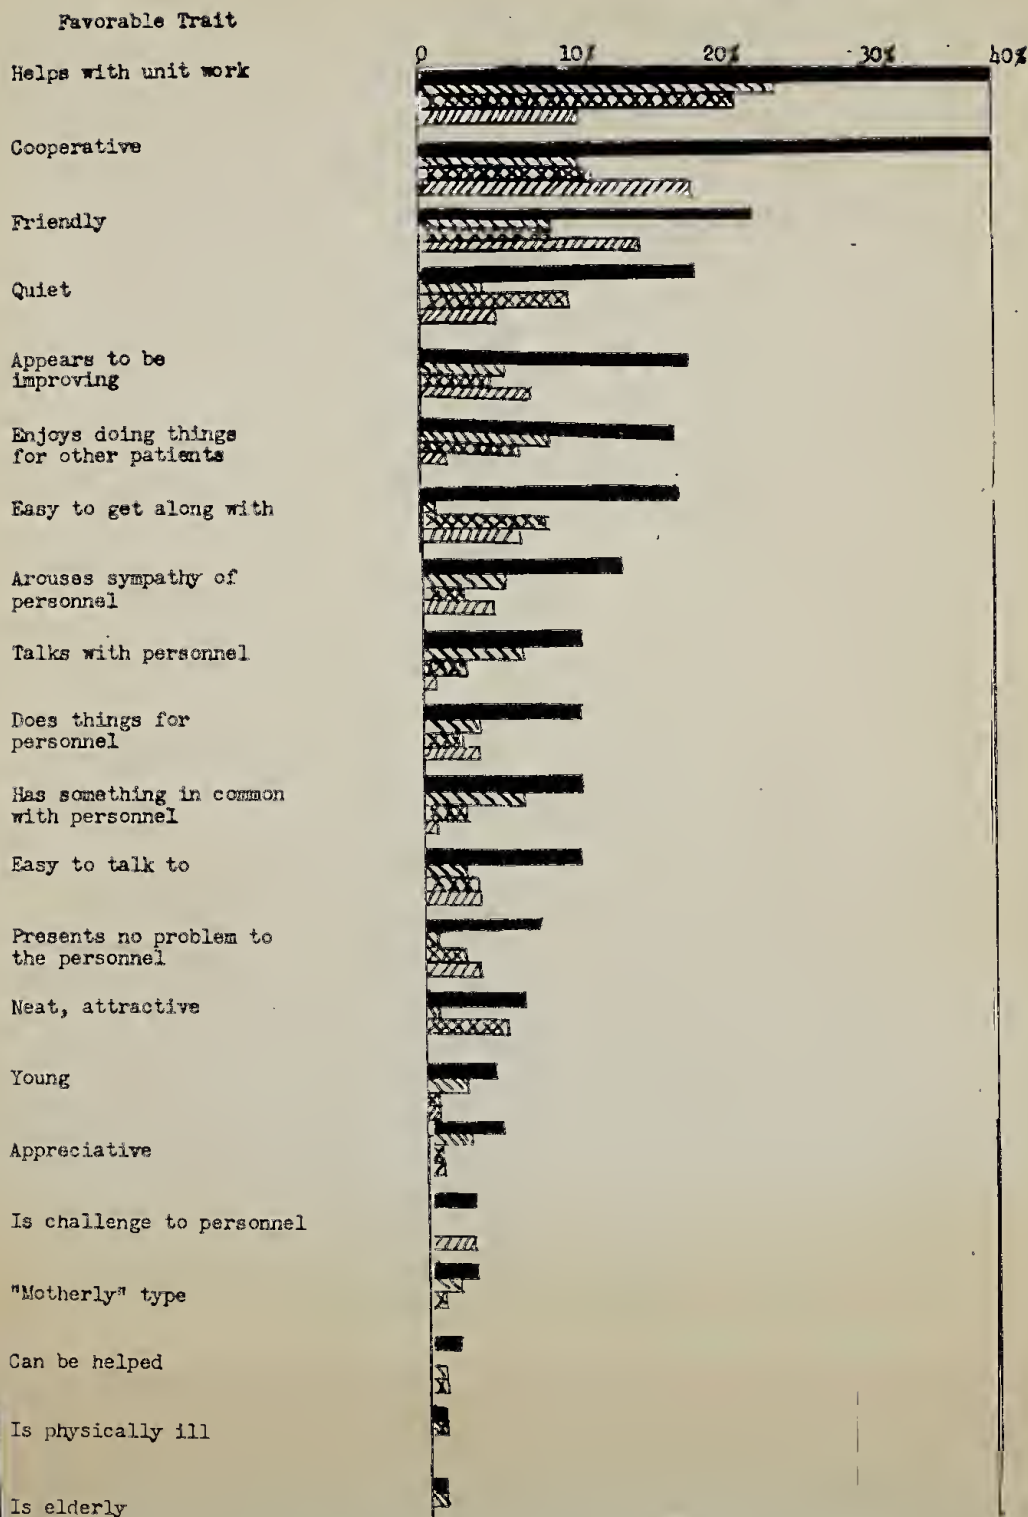 Favorable Trait
0 10% 20% 30% 40%
Helps with unit work
Cooperative
Friendly
Quiet
Appears to be
improving
Enjoys doing things
for other patients
Easy to get along with
Arouses sympathy of
personnel
Talks with personnel
Does things for
personnel
Has something in common
with personnel
Easy to talk to
Presents no problem to
the personnel
Neat, attractive
Young
Appreciative
Is challenge to personnel
"Motherly" type
Can be helped
Is physically ill
Is elderly